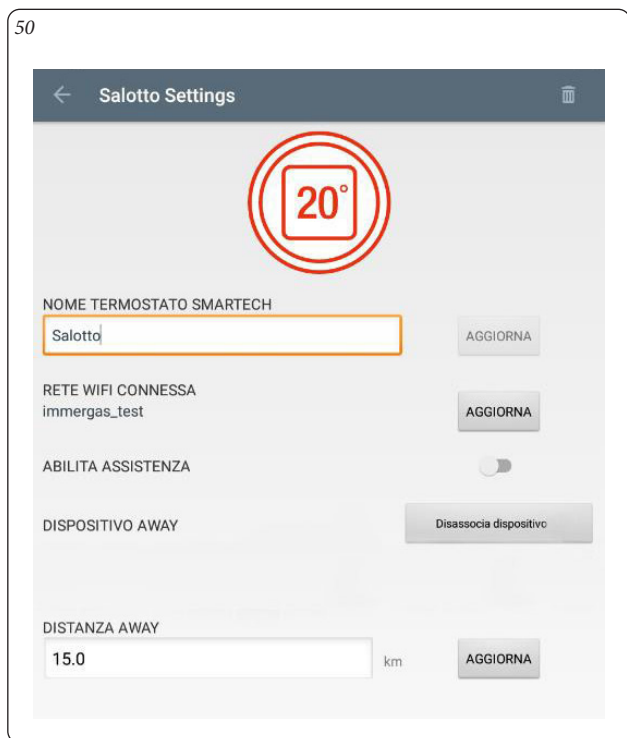 50
Salotto Settings
20°
NOME TERMOSTATO SMARTECH
Salotto
AGGIORNA
RETE WIFI CONNESSA
immergas_test
AGGIORNA
ABILITA ASSISTENZA
DISPOSITIVO AWAY
Disassocia dispositivo
DISTANZA AWAY
15.0 km
AGGIORNA